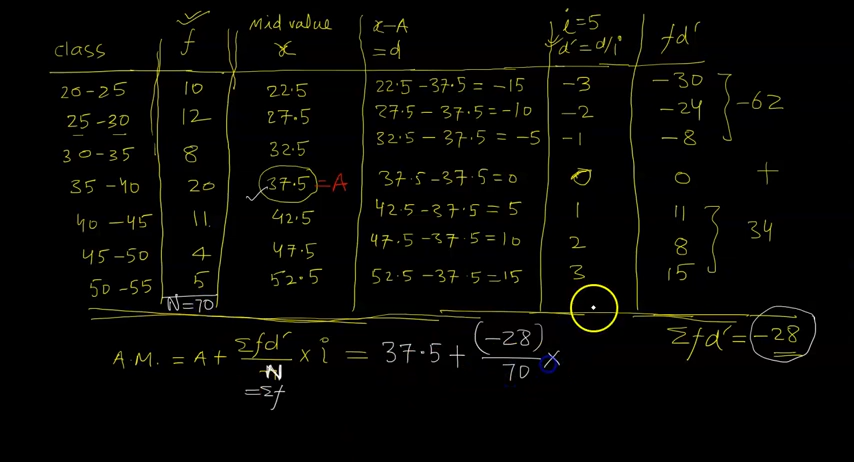 class f Mid value x x-A =d i=5 d'=d/i fd'
20-25 10 22.5 22.5-37.5=-15 -3 -30
25-30 12 27.5 27.5-37.5=-10 -2 -24 -62
30-35 8 32.5 32.5-37.5=-5 -1 -8
35-40 20 37.5=A 37.5-37.5=0 0 0 +
40-45 11 42.5 42.5-37.5=5 1 11
45-50 4 47.5 47.5-37.5=10 2 8 34
50-55 5 52.5 52.5-37.5=15 3 15
N=70
Σfd'=-28
A.M. = A+ Σfd'/N × i = 37.5+ (-28)/70 ×
=Σf